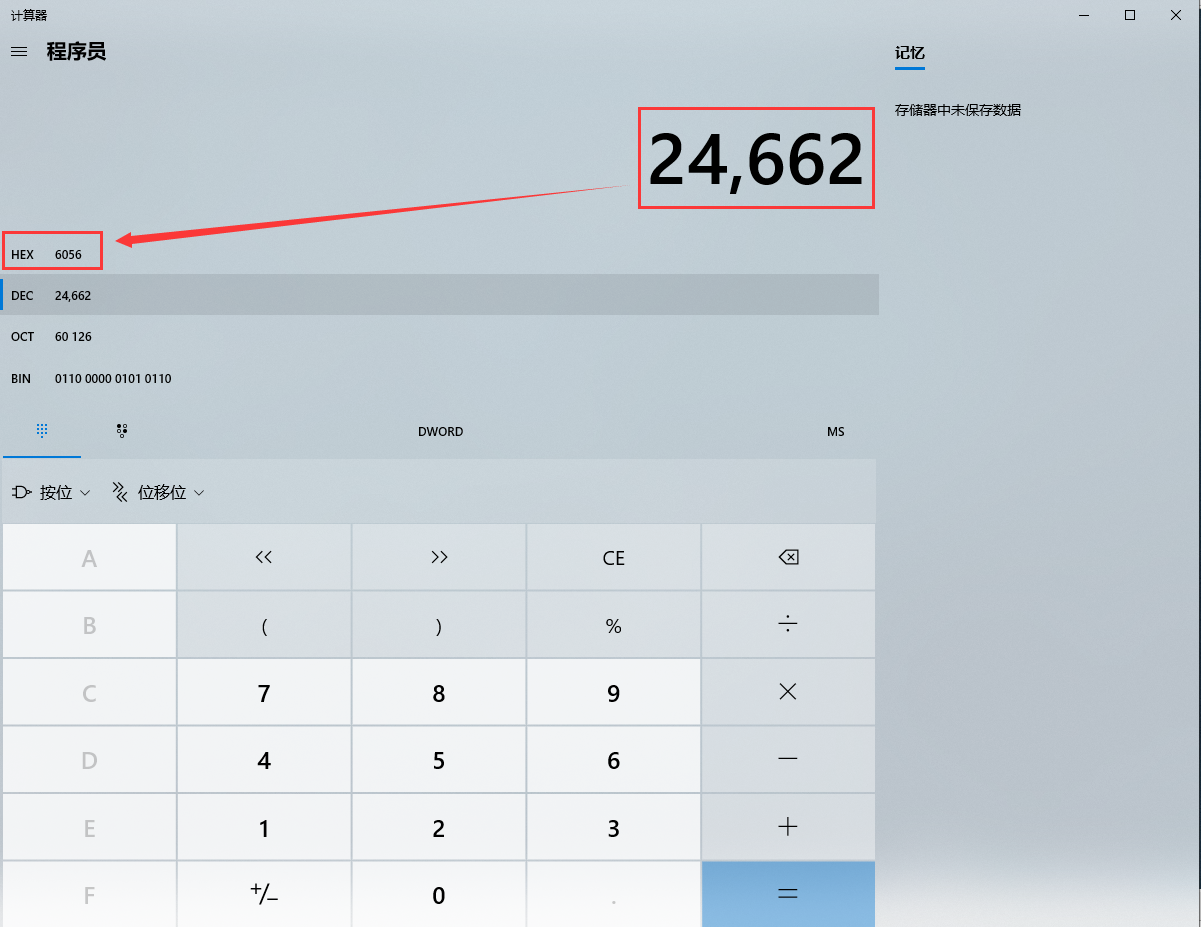 计算器
程序员
记忆
存储器中未保存数据
24,662
HEX 6056
DEC 24,662
OCT 60 126
BIN 0110 0000 0101 0110
DWORD MS
按位 位移位
A << >> CE
B ( ) % ÷
C 7 8 9 ×
D 4 5 6 −
E 1 2 3 +
F +/− 0 . =